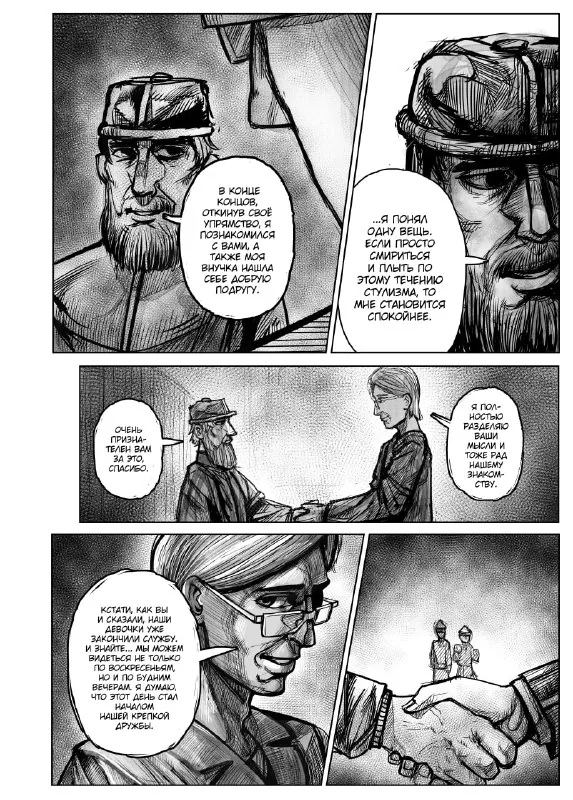 В КОНЦЕ
КОНЦОВ,
ОТКИНУВ СВОЁ
УПРЯМСТВО, Я
ПОЗНАКОМИЛСЯ
С ВАМИ, А
ТАКЖЕ МОЯ
ВНУЧКА НАШЛА
СЕБЕ ДОБРУЮ
ПОДРУГУ.
...Я ПОНЯЛ
ОДНУ ВЕЩЬ.
ЕСЛИ ПРОСТО
СМИРИТЬСЯ
И ПЛЫТЬ ПО
ЭТОМУ ТЕЧЕНИЮ
СТУЛИЗМА, ТО
МНЕ СТАНОВИТСЯ
СПОКОЙНЕЕ.
ОЧЕНЬ
ПРИЗНА-
ТЕЛЕН ВАМ
ЗА ЭТО,
СПАСИБО.
Я ПОЛ-
НОСТЬЮ
РАЗДЕЛЯЮ
ВАШИ
МЫСЛИ И
ТОЖЕ РАД
НАШЕМУ
ЗНАКОМ-
СТВУ.
КСТАТИ, КАК ВЫ
И СКАЗАЛИ, НАШИ
ДЕВОЧКИ УЖЕ
ЗАКОНЧИЛИ СЛУЖБУ.
И ЗНАЕТЕ... МЫ МОЖЕМ
ВИДЕТЬСЯ НЕ ТОЛЬКО
ПО ВОСКРЕСЕНЬЯМ,
НО И ПО БУДНИМ
ВЕЧЕРАМ. Я ДУМАЮ,
ЧТО ЭТОТ ДЕНЬ СТАЛ
НАЧАЛОМ
НАШЕЙ КРЕПКОЙ
ДРУЖБЫ.